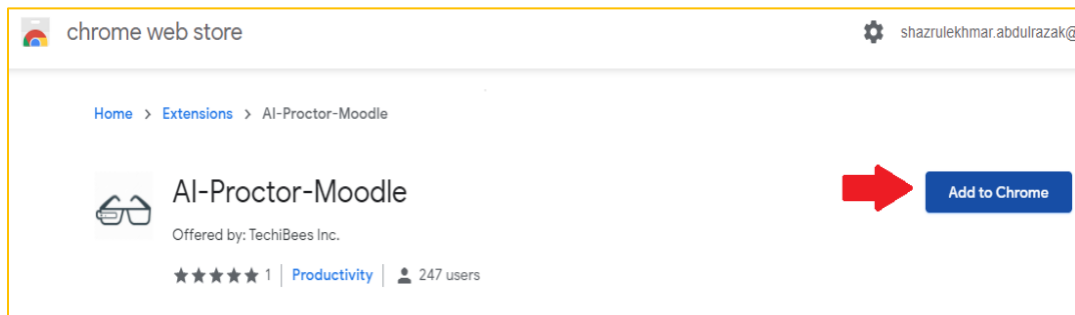 chrome web store
shazrulekhmar.abdulrazak@
Home > Extensions > AI-Proctor-Moodle
AI-Proctor-Moodle
Add to Chrome
Offered by: TechiBees Inc.
★★★★★ 1 | Productivity | 247 users